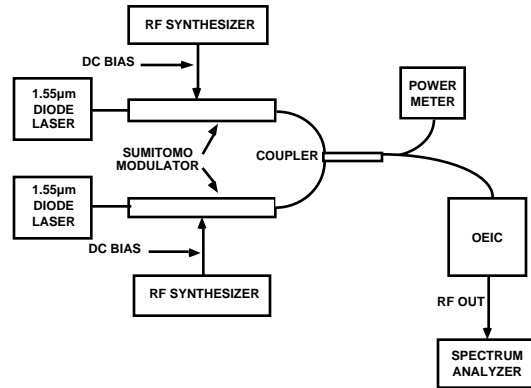 RF SYNTHESIZER
DC BIAS
1.55µm
DIODE
LASER
POWER
METER
SUMITOMO
MODULATOR
COUPLER
1.55µm
DIODE
LASER
OEIC
DC BIAS
RF SYNTHESIZER
RF OUT
SPECTRUM
ANALYZER